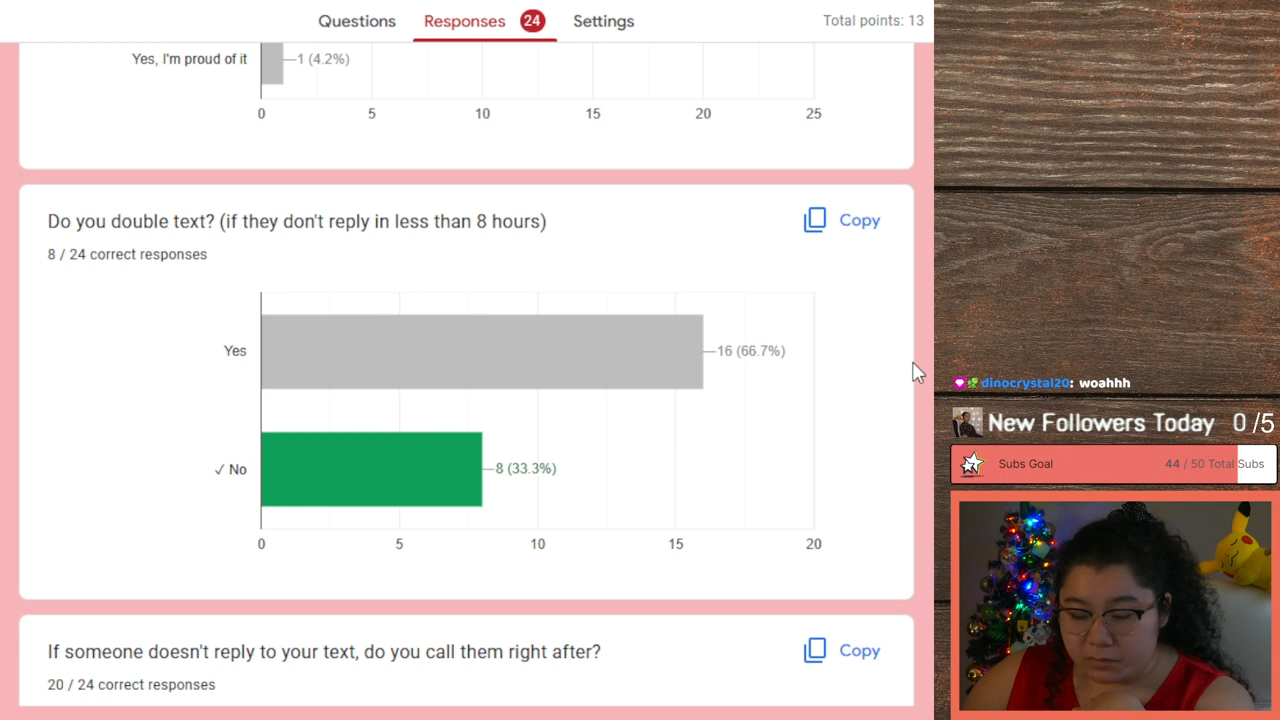 Questions
Responses 24
Settings
Total points: 13
Yes, I'm proud of it
1 (4.2%)
0 5 10 15 20 25
Do you double text? (if they don't reply in less than 8 hours)
Copy
8 / 24 correct responses
Yes
16 (66.7%)
✓ No
8 (33.3%)
0 5 10 15 20
If someone doesn't reply to your text, do you call them right after?
Copy
20 / 24 correct responses
dinocrystal20: woahhh
New Followers Today 0 /5
Subs Goal 44 / 50 Total Subs